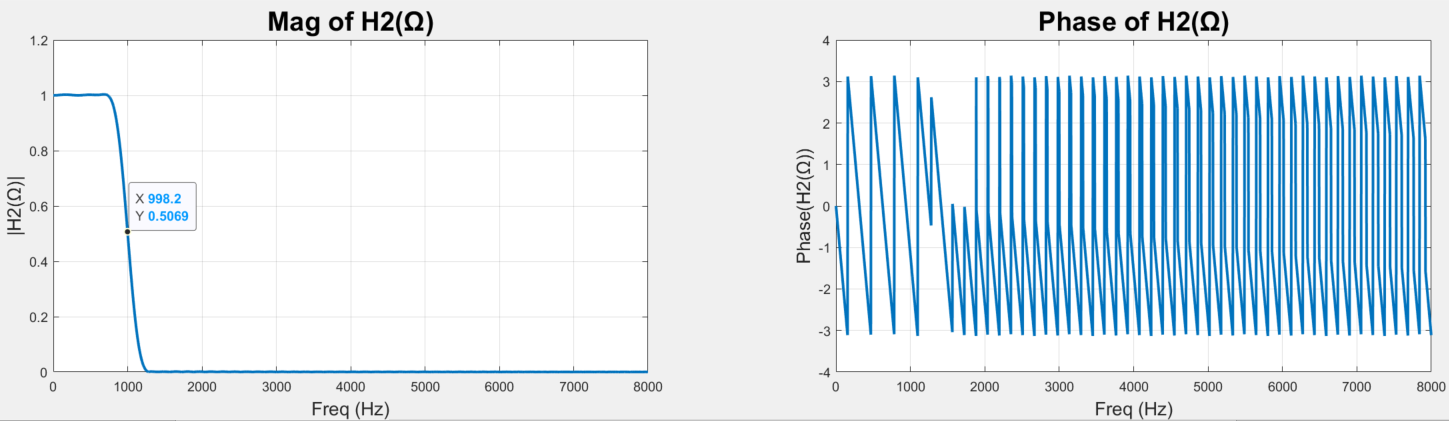 Mag of H2(Ω)
1.2
1
0.8
0.6
0.4
0.2
0
|H2(Ω)|
X 998.2
Y 0.5069
0 1000 2000 3000 4000 5000 6000 7000 8000
Freq (Hz)
Phase of H2(Ω)
4
3
2
1
0
-1
-2
-3
-4
Phase(H2(Ω))
0 1000 2000 3000 4000 5000 6000 7000 8000
Freq (Hz)